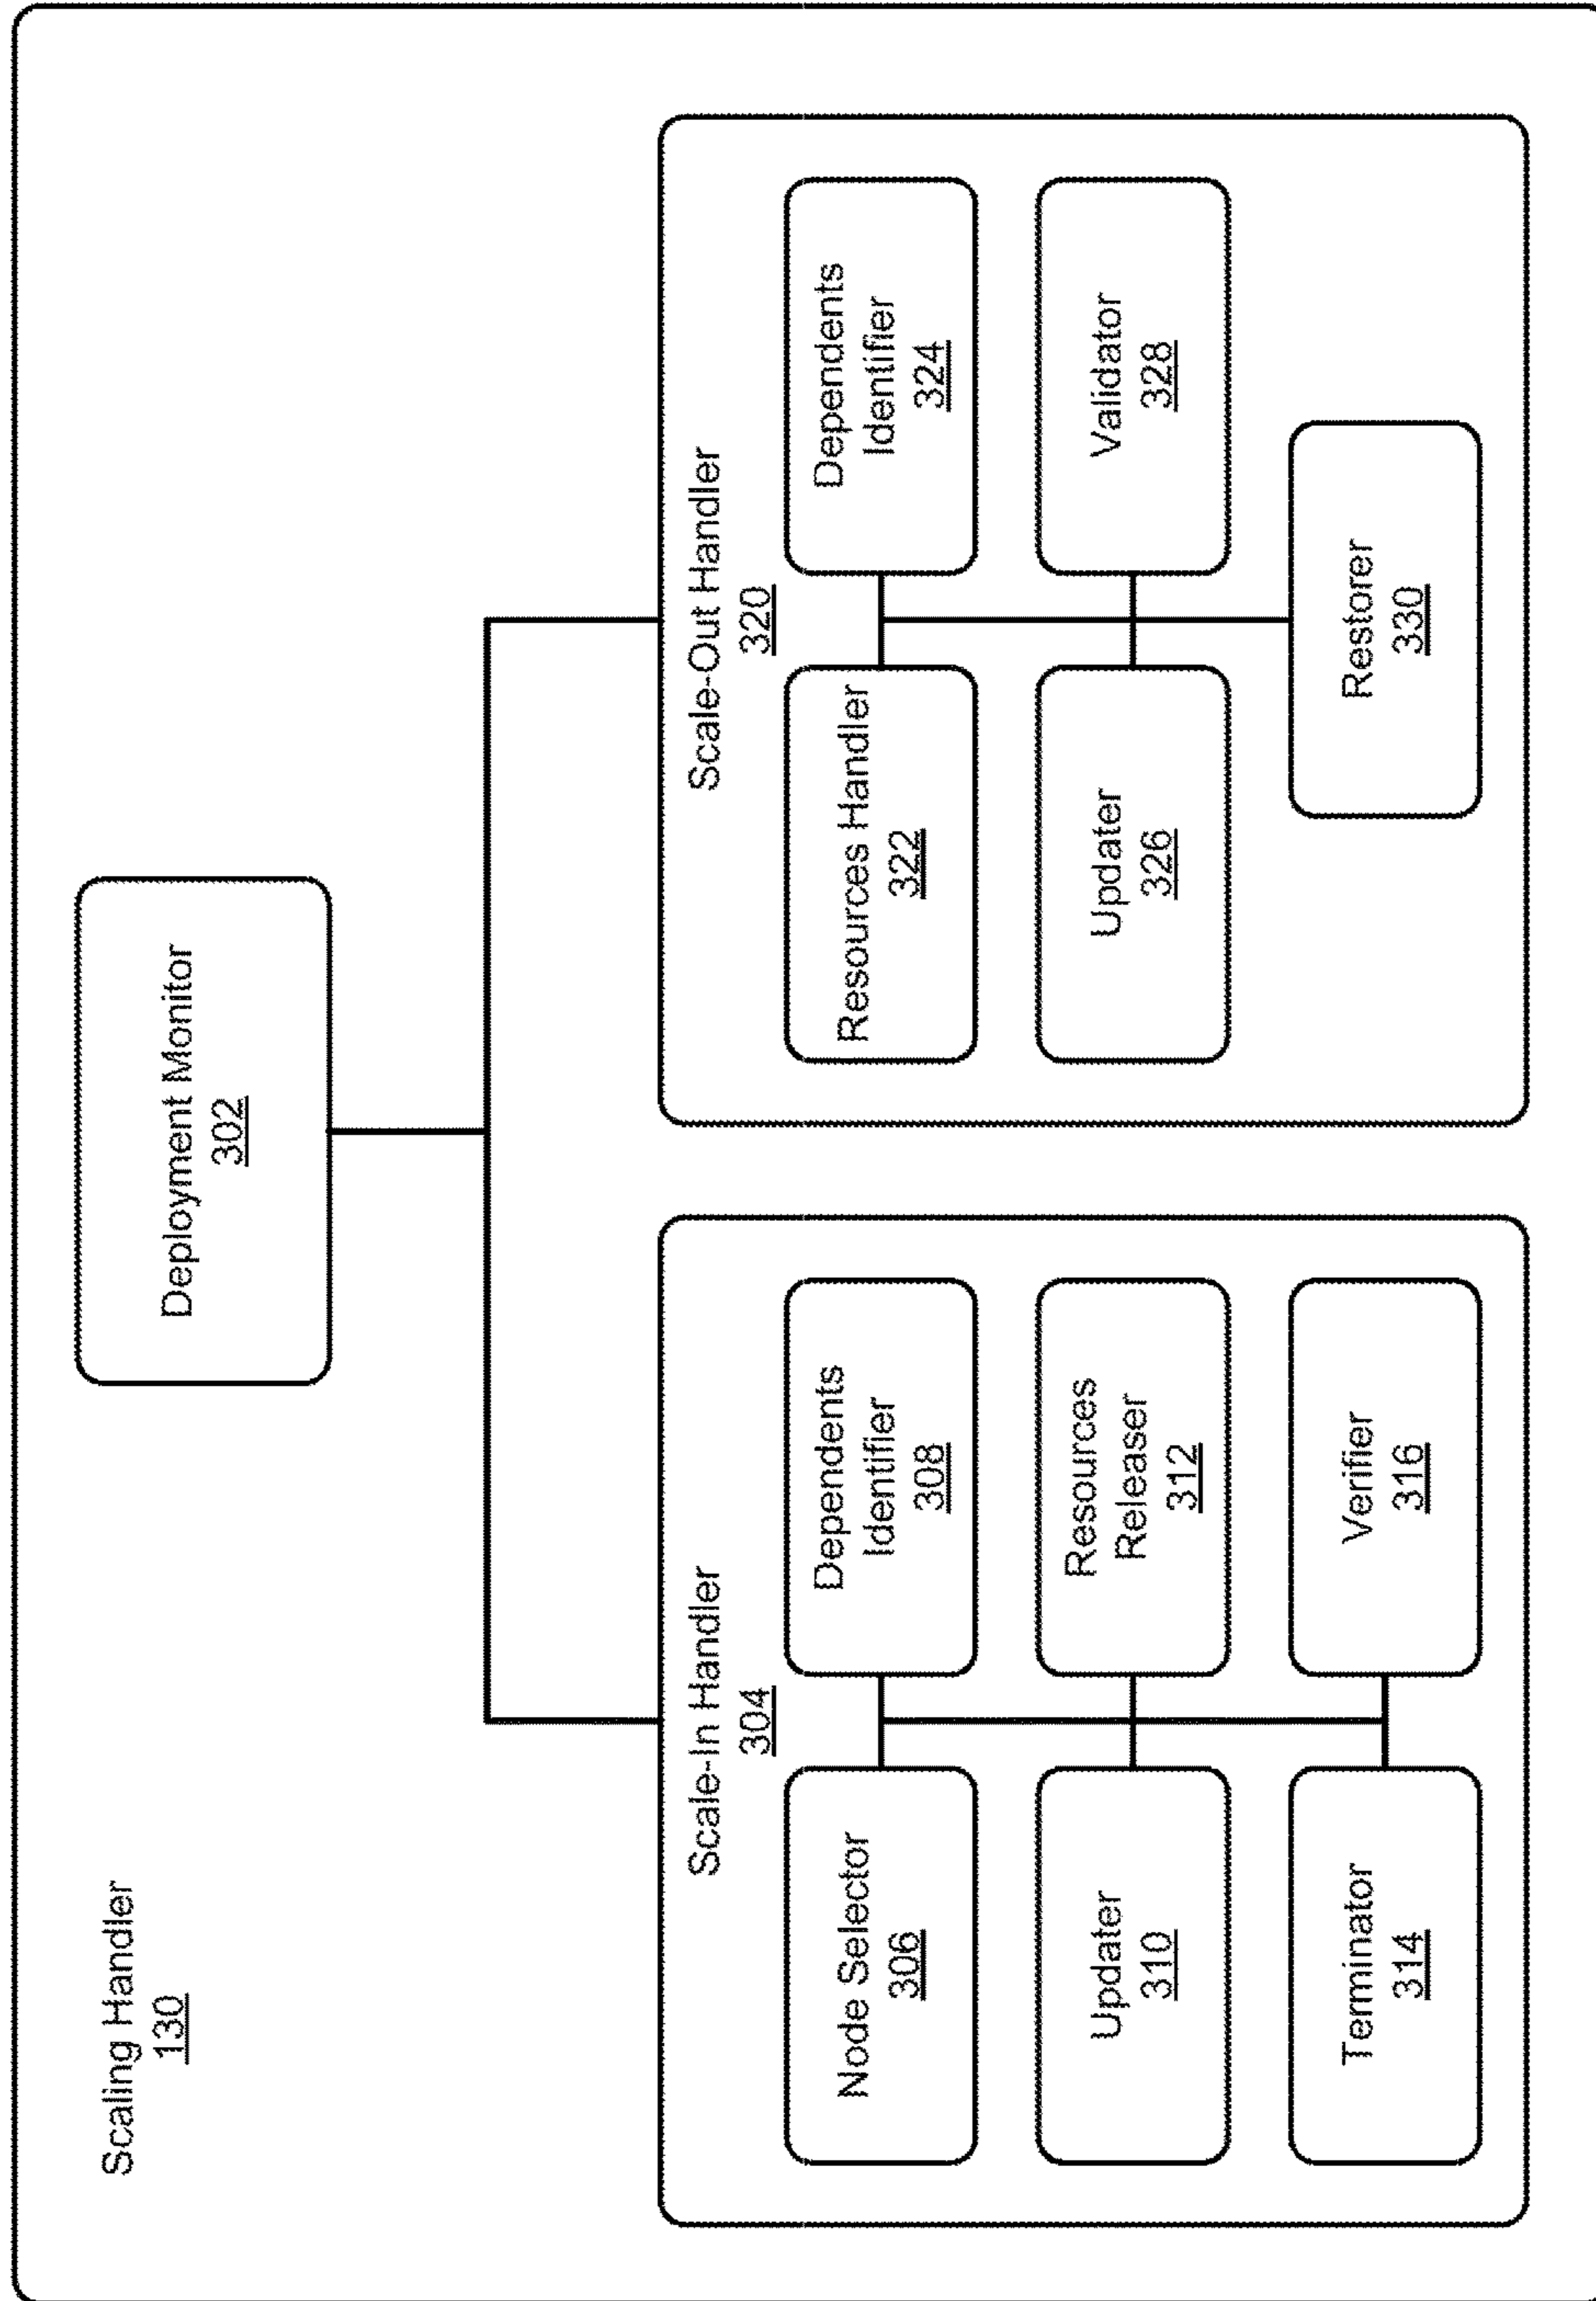 Scaling Handler
130
Deployment Monitor
302
Scale-In Handler
304
Node Selector
306
Dependents
Identifier
308
Updater
310
Resources
Releaser
312
Terminator
314
Verifier
316
Scale-Out Handler
320
Resources Handler
322
Dependents
Identifier
324
Updater
326
Validator
328
Restorer
330